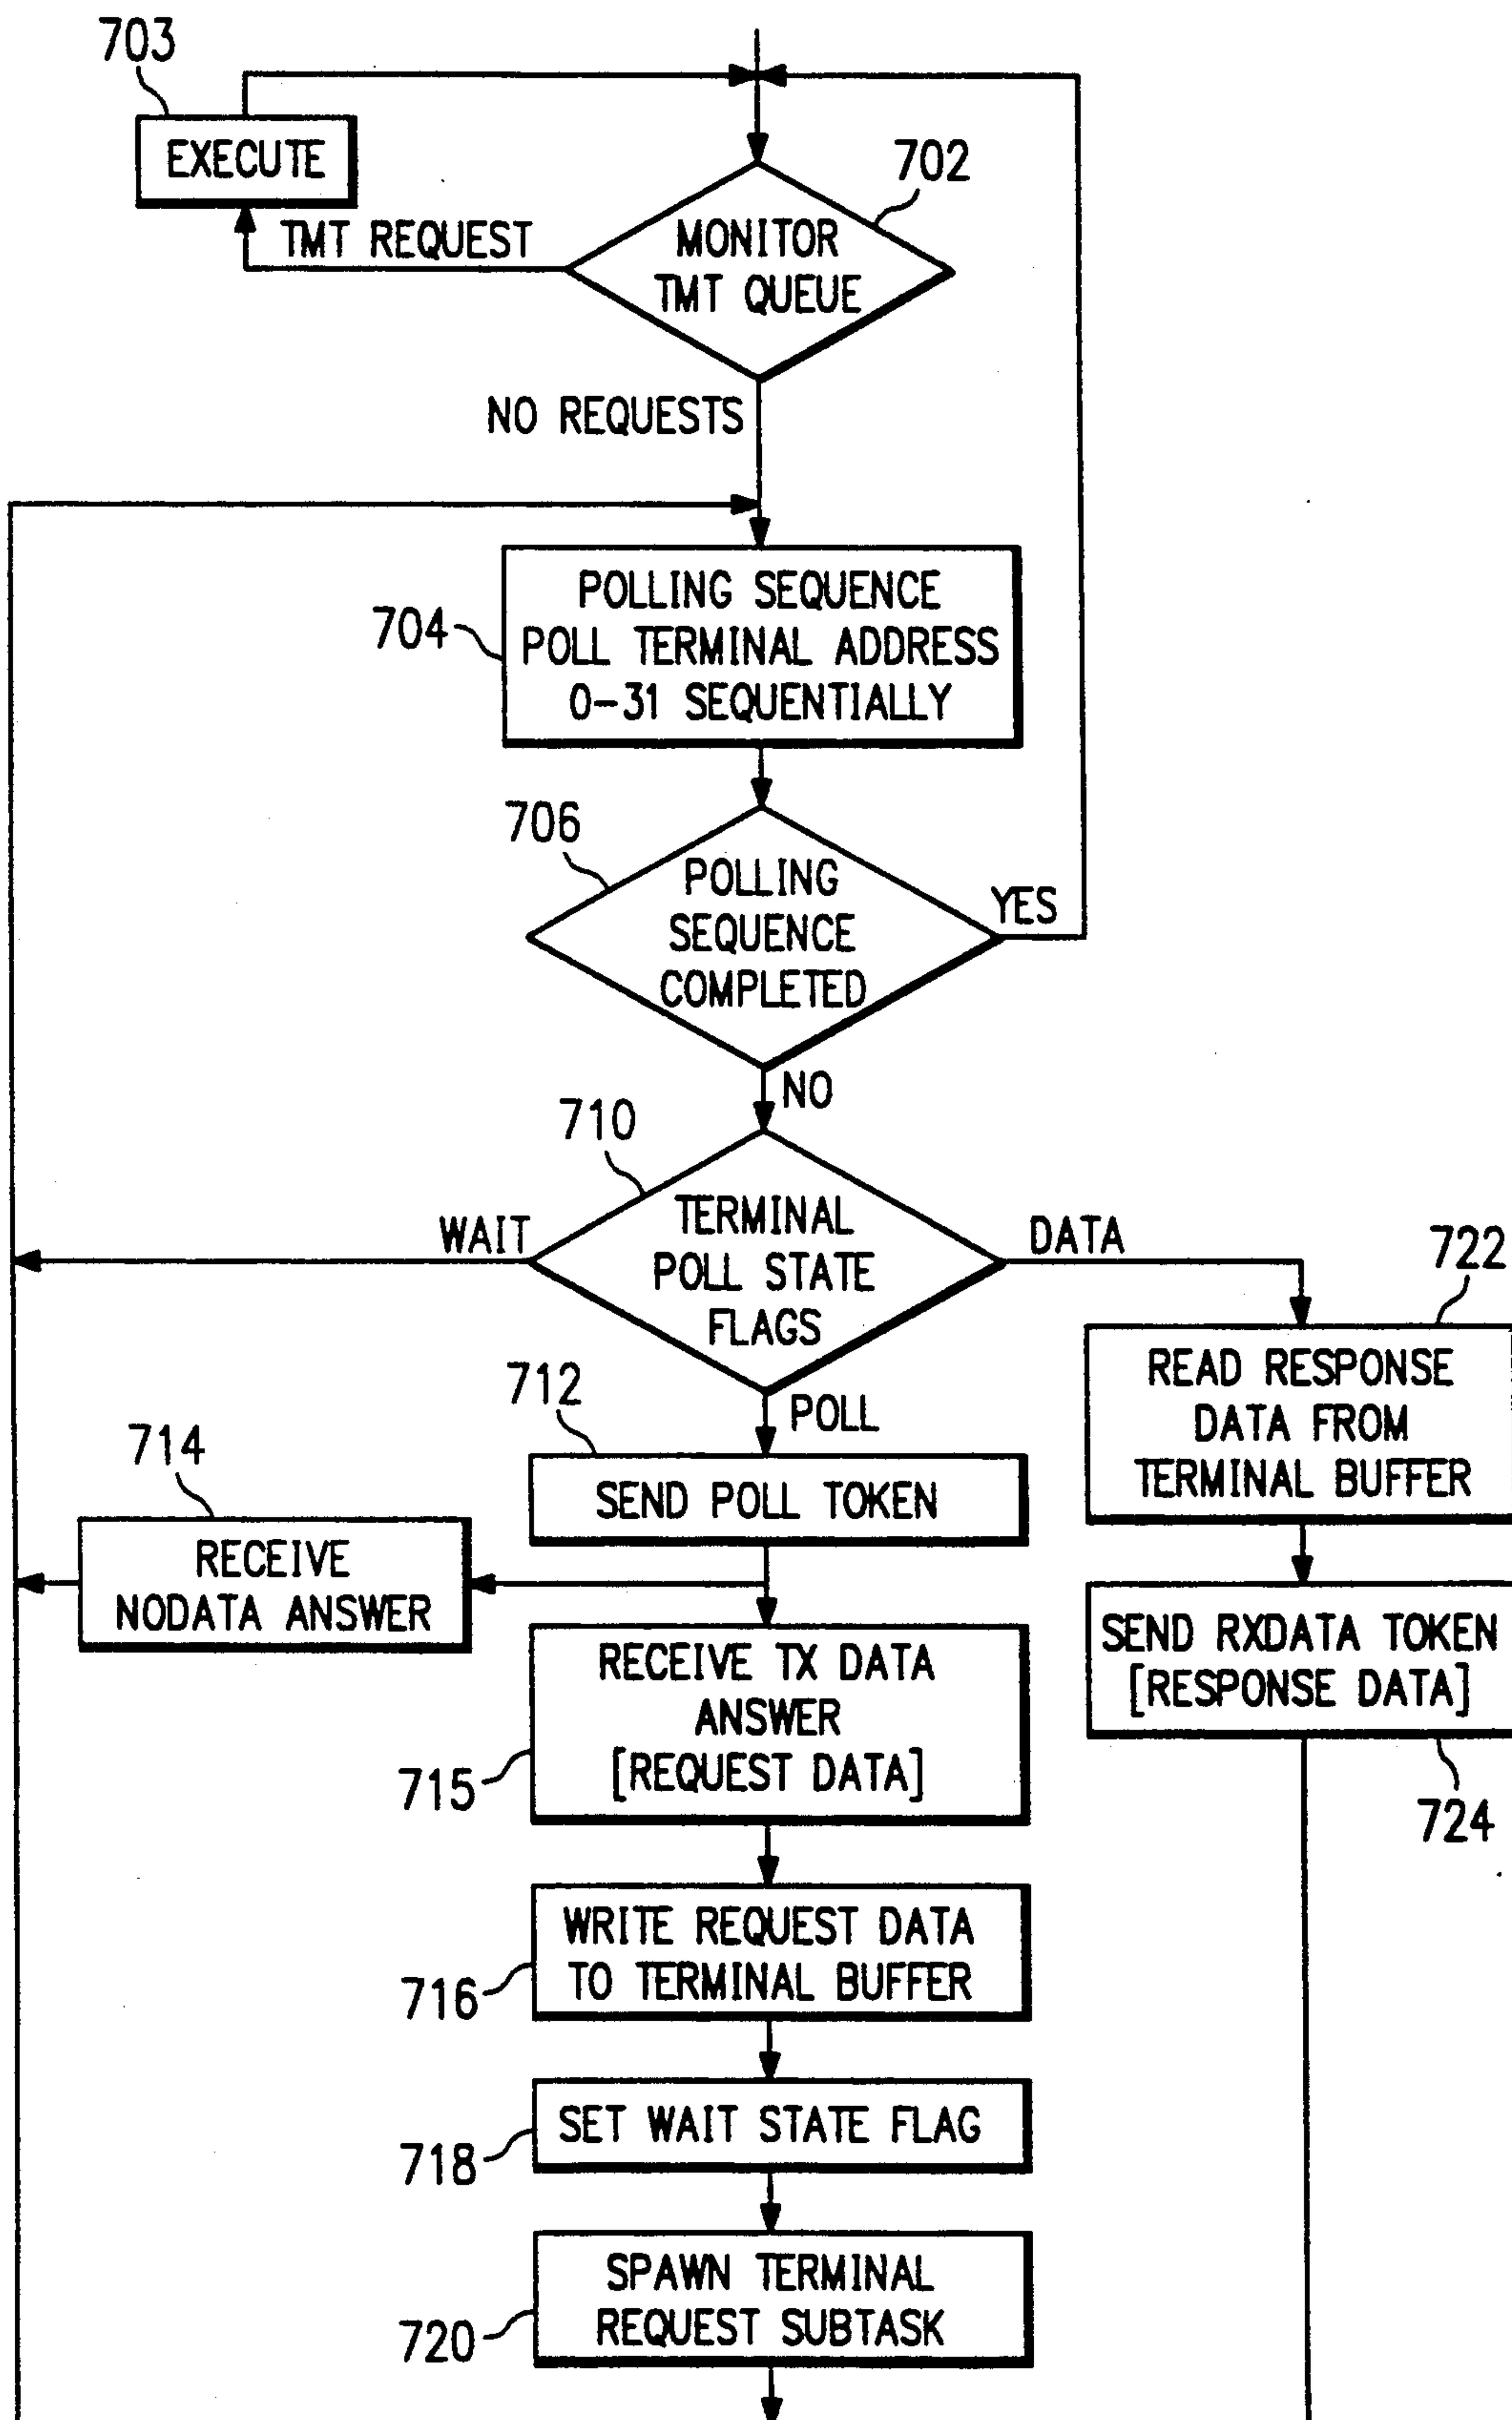 703
EXECUTE
702
TMT REQUEST
MONITOR
TMT QUEUE
NO REQUESTS
704
POLLING SEQUENCE
POLL TERMINAL ADDRESS
0-31 SEQUENTIALLY
706
POLLING
SEQUENCE
COMPLETED
YES
NO
710
TERMINAL
POLL STATE
FLAGS
WAIT
DATA
722
READ RESPONSE
DATA FROM
TERMINAL BUFFER
712
POLL
SEND POLL TOKEN
714
RECEIVE
NODATA ANSWER
SEND RXDATA TOKEN
[RESPONSE DATA]
724
RECEIVE TX DATA
ANSWER
[REQUEST DATA]
715
WRITE REQUEST DATA
TO TERMINAL BUFFER
716
SET WAIT STATE FLAG
718
SPAWN TERMINAL
REQUEST SUBTASK
720